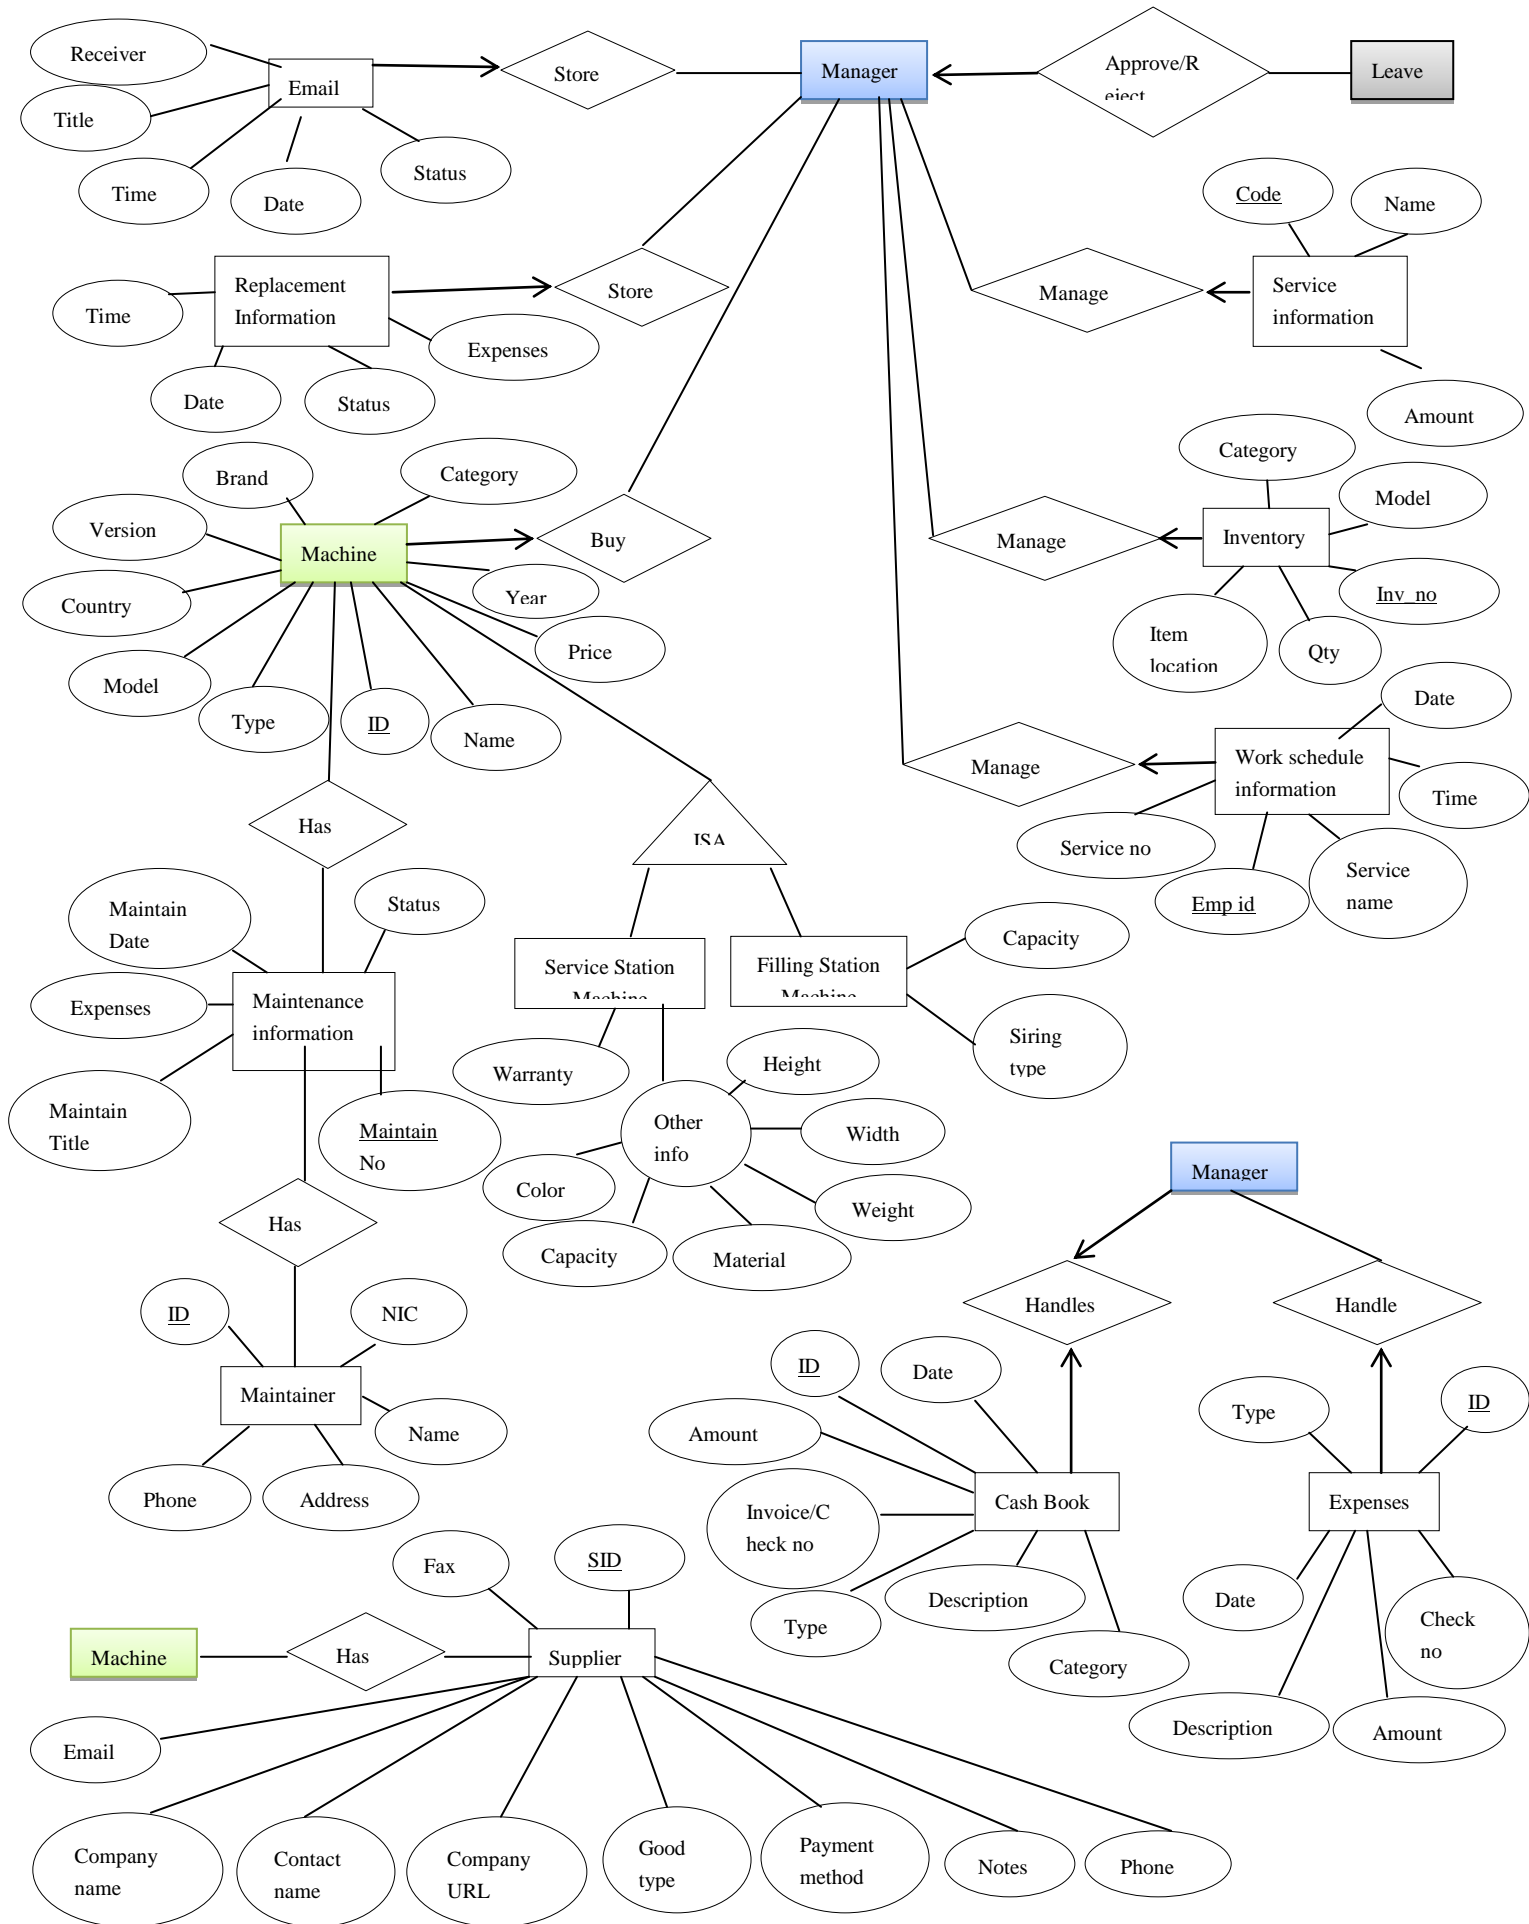 Receiver
Email
Store
Manager
Approve/R
eject
Leave
Title
Time
Date
Status
Code
Name
Replacement
Information
Time
Store
Manage
Service
information
Expenses
Date
Status
Amount
Brand
Category
Category
Model
Version
Machine
Buy
Manage
Inventory
Country
Year
Inv_no
Model
Type
ID
Name
Price
Item
location
Qty
Date
Manage
Work schedule
information
Time
Has
ISA
Service no
Emp id
Service
name
Maintain
Date
Status
Service Station
Machine
Filling Station
Machine
Capacity
Expenses
Maintenance
information
Siring
type
Warranty
Height
Maintain
Title
Maintain
No
Other
info
Width
Color
Weight
Capacity
Material
Manager
Has
Handles
Handle
ID
NIC
ID
Date
Type
ID
Maintainer
Name
Amount
Phone
Address
Invoice/C
heck no
Cash Book
Expenses
Fax
SID
Type
Description
Category
Date
Check
no
Description
Amount
Machine
Has
Supplier
Email
Company
name
Contact
name
Company
URL
Good
type
Payment
method
Notes
Phone